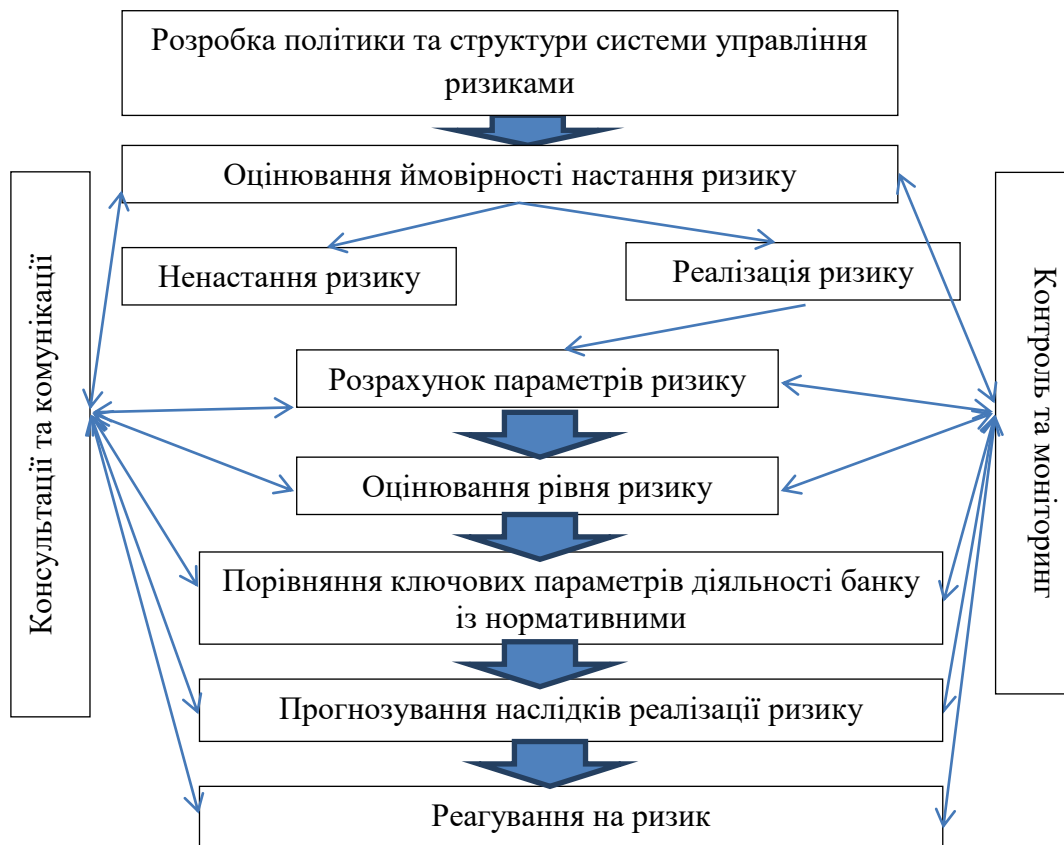 Розробка політики та структури системи управління
ризиками
Оцінювання ймовірності настання ризику
Консультації та комунікації
Контроль та моніторинг
Ненастання ризику
Реалізація ризику
Розрахунок параметрів ризику
Оцінювання рівня ризику
Порівняння ключових параметрів діяльності банку
із нормативними
Прогнозування наслідків реалізації ризику
Реагування на ризик